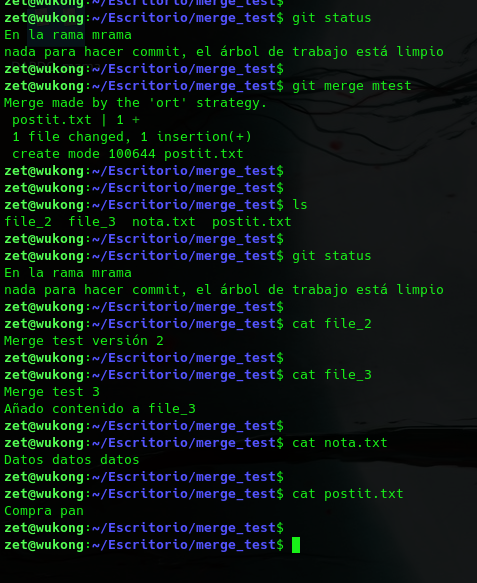 zet@wukong:~/Escritorio/merge_test$
zet@wukong:~/Escritorio/merge_test$ git status
En la rama mrama
nada para hacer commit, el árbol de trabajo está limpio
zet@wukong:~/Escritorio/merge_test$
zet@wukong:~/Escritorio/merge_test$ git merge mtest
Merge made by the 'ort' strategy.
 postit.txt | 1 +
 1 file changed, 1 insertion(+)
 create mode 100644 postit.txt
zet@wukong:~/Escritorio/merge_test$
zet@wukong:~/Escritorio/merge_test$
zet@wukong:~/Escritorio/merge_test$ ls
file_2  file_3  nota.txt  postit.txt
zet@wukong:~/Escritorio/merge_test$
zet@wukong:~/Escritorio/merge_test$ git status
En la rama mrama
nada para hacer commit, el árbol de trabajo está limpio
zet@wukong:~/Escritorio/merge_test$
zet@wukong:~/Escritorio/merge_test$ cat file_2
Merge test versión 2
zet@wukong:~/Escritorio/merge_test$
zet@wukong:~/Escritorio/merge_test$ cat file_3
Merge test 3
Añado contenido a file_3
zet@wukong:~/Escritorio/merge_test$
zet@wukong:~/Escritorio/merge_test$ cat nota.txt
Datos datos datos
zet@wukong:~/Escritorio/merge_test$
zet@wukong:~/Escritorio/merge_test$ cat postit.txt
Compra pan
zet@wukong:~/Escritorio/merge_test$
zet@wukong:~/Escritorio/merge_test$